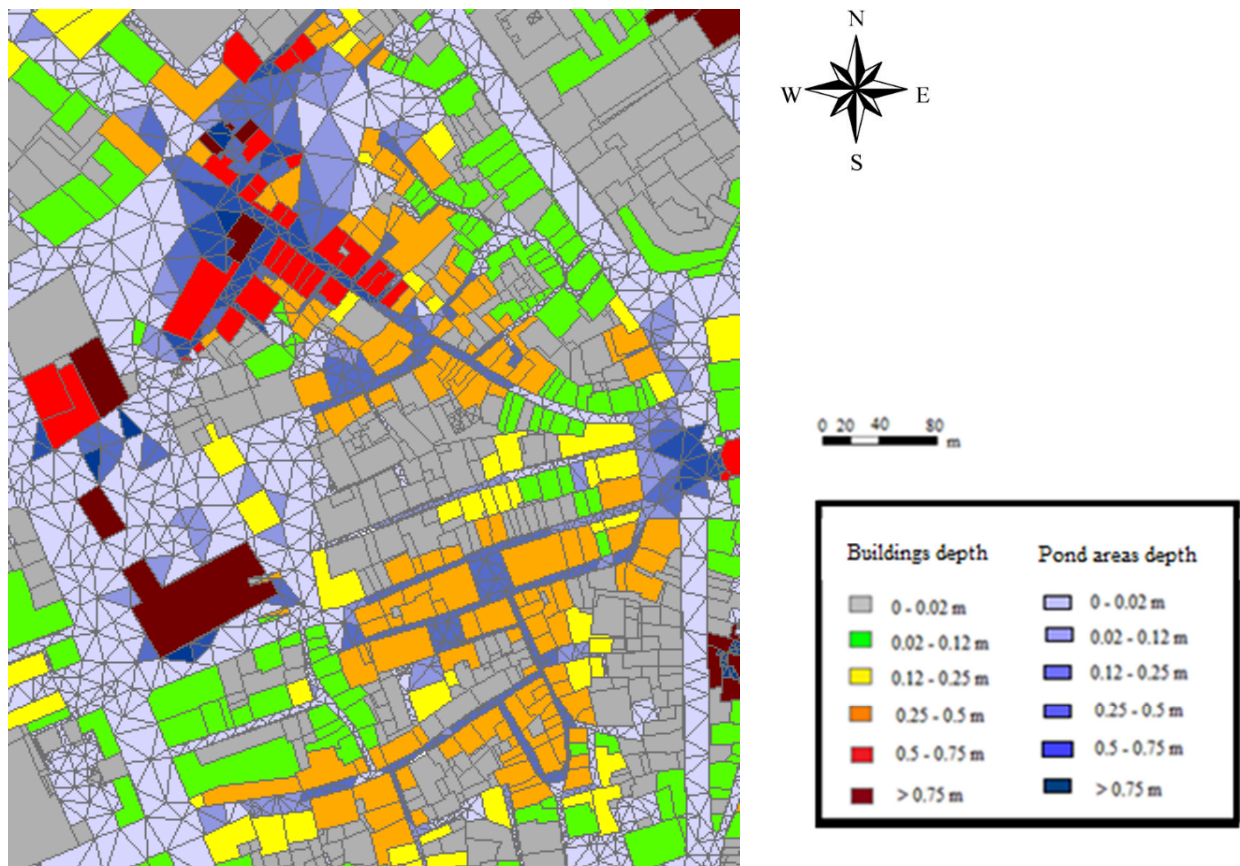 N
W E
S
0 20 40 80
m
Buildings depth Pond areas depth
0 - 0.02 m 0 - 0.02 m
0.02 - 0.12 m 0.02 - 0.12 m
0.12 - 0.25 m 0.12 - 0.25 m
0.25 - 0.5 m 0.25 - 0.5 m
0.5 - 0.75 m 0.5 - 0.75 m
> 0.75 m > 0.75 m